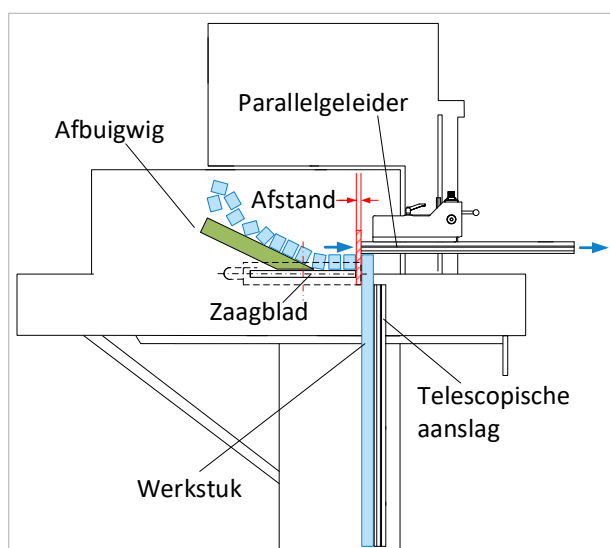 Parallelgeleider
Afbuigwig
Afstand
Zaagblad
Telescopische
aanslag
Werkstuk